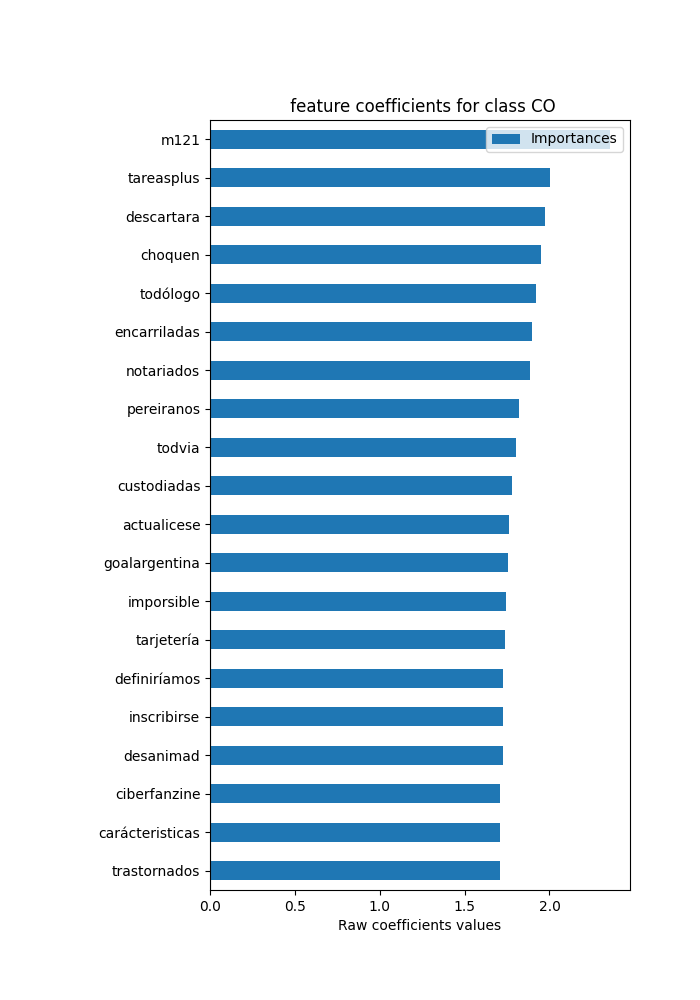 feature coefficients for class CO
Importances
m121
tareasplus
descartara
choquen
todólogo
encarriladas
notariados
pereiranos
todvia
custodiadas
actualicese
goalargentina
imporsible
tarjetería
definiríamos
inscribirse
desanimad
ciberfanzine
carácteristicas
trastornados
0.0 0.5 1.0 1.5 2.0
Raw coefficients values